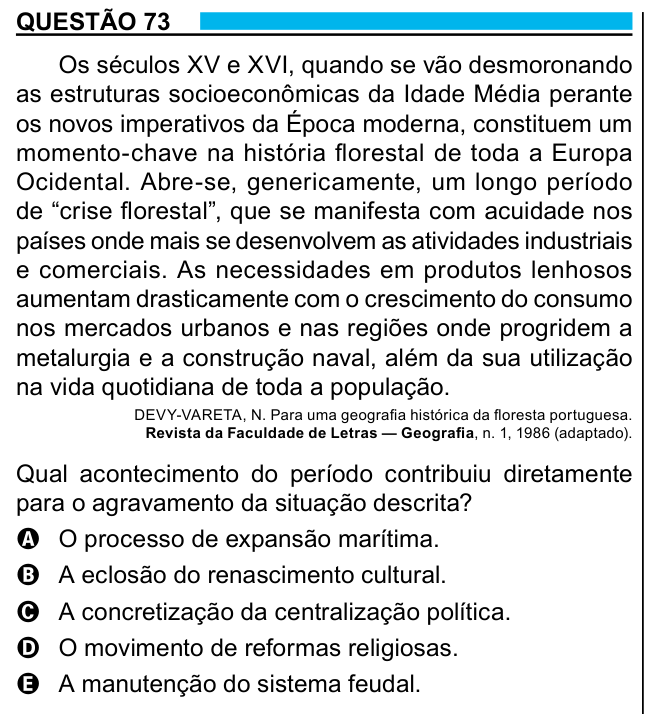 QUESTÃO 73
Os séculos XV e XVI, quando se vão desmoronando
as estruturas socioeconômicas da Idade Média perante
os novos imperativos da Época moderna, constituem um
momento-chave na história florestal de toda a Europa
Ocidental. Abre-se, genericamente, um longo período
de “crise florestal”, que se manifesta com acuidade nos
países onde mais se desenvolvem as atividades industriais
e comerciais. As necessidades em produtos lenhosos
aumentam drasticamente com o crescimento do consumo
nos mercados urbanos e nas regiões onde progridem a
metalurgia e a construção naval, além da sua utilização
na vida quotidiana de toda a população.
DEVY-VARETA, N. Para uma geografia histórica da floresta portuguesa.
Revista da Faculdade de Letras — Geografia, n. 1, 1986 (adaptado).
Qual acontecimento do período contribuiu diretamente
para o agravamento da situação descrita?
A O processo de expansão marítima.
B A eclosão do renascimento cultural.
C A concretização da centralização política.
D O movimento de reformas religiosas.
E A manutenção do sistema feudal.